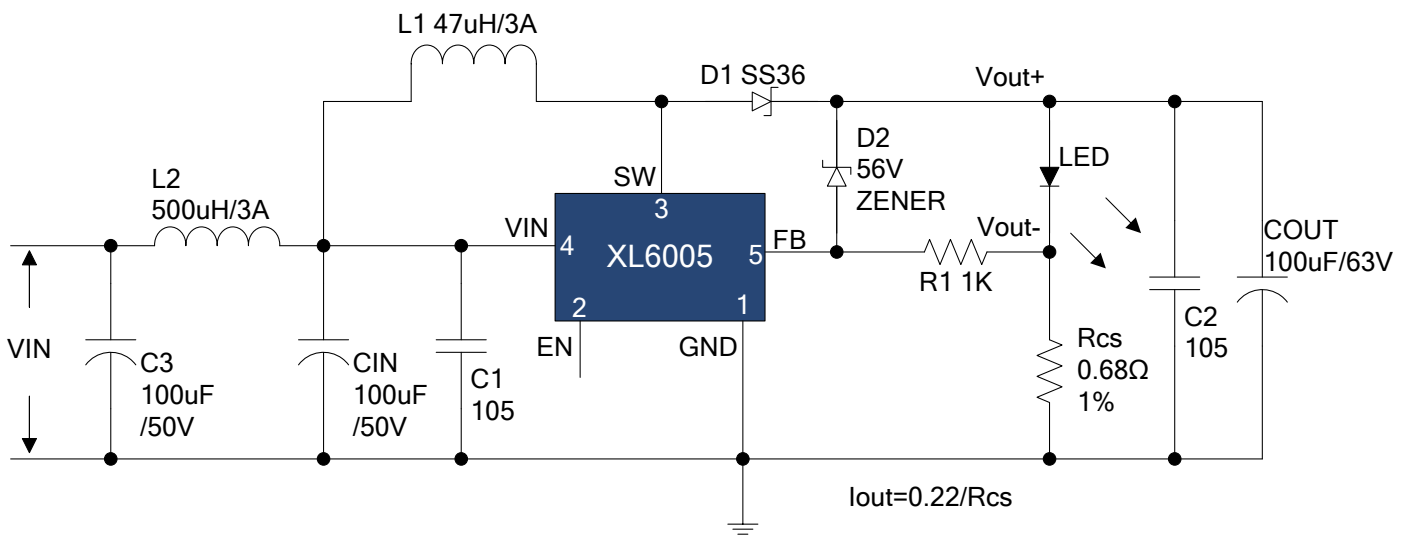 L1 47uH/3A
D1 SS36
Vout+
L2
500uH/3A
SW
3
D2
56V
ZENER
LED
VIN
4
XL6005
5
FB
R1 1K
Vout-
COUT
100uF/63V
2
1
EN
GND
VIN
C3
100uF
/50V
CIN
100uF
/50V
C1
105
Rcs
0.68Ω
1%
C2
105
Iout=0.22/Rcs